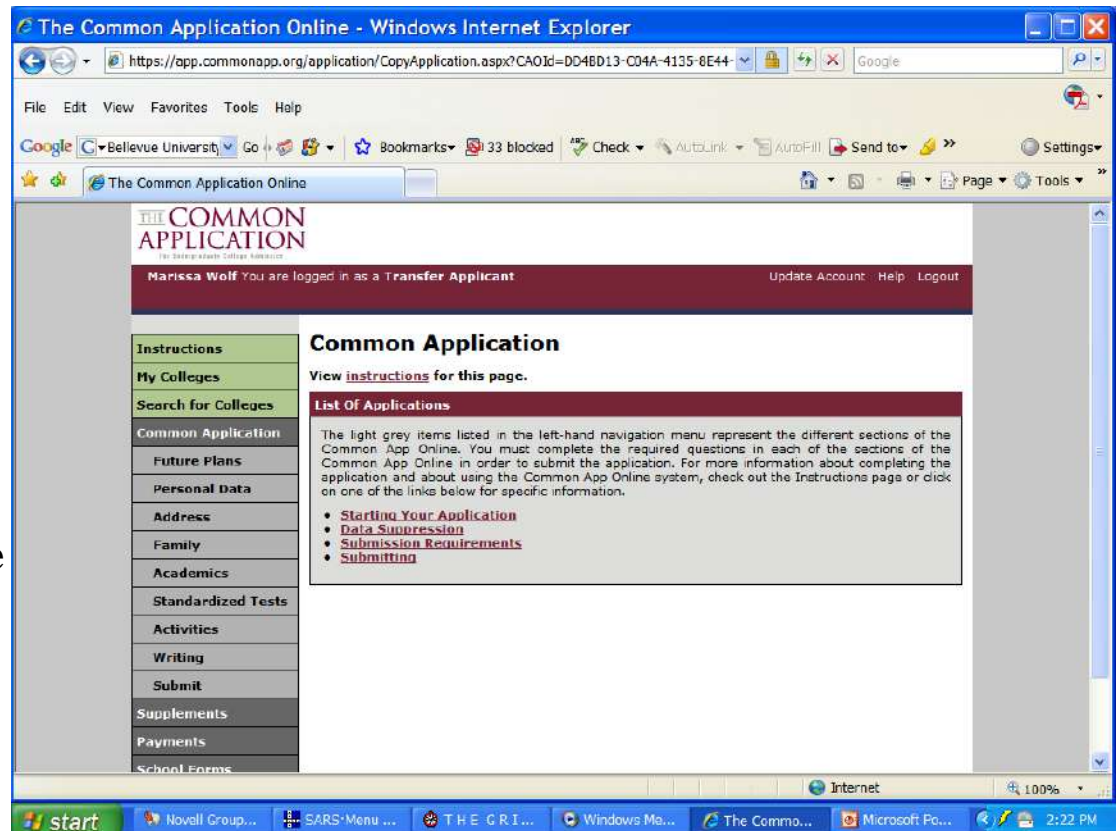 The Common Application Online - Windows Internet Explorer
https://app.commonapp.org/application/CopyApplication.aspx?CAOId=DD4BD13-C04A-4135-8E44-
Google
File Edit View Favorites Tools Help
Google G Bellevue University Go Bookmarks 33 blocked Check AutoLink AutoFill Send to Settings
The Common Application Online Page Tools
THE COMMON
APPLICATION
Marissa Wolf You are logged in as a Transfer Applicant Update Account Help Logout
Instructions
My Colleges
Search for Colleges
Common Application
Future Plans
Personal Data
Address
Family
Academics
Standardized Tests
Activities
Writing
Submit
Supplements
Payments
School Forms
Common Application
View instructions for this page.
List Of Applications
The light grey items listed in the left-hand navigation menu represent the different sections of the
Common App Online. You must complete the required questions in each of the sections of the
Common App Online in order to submit the application. For more information about completing the
application and about using the Common App Online system, check out the Instructions page or click
on one of the links below for specific information.
• Starting Your Application
• Data Suppression
• Submission Requirements
• Submitting
e
Internet 100%
start Novell Group... SARS·Menu ... T H E G R I... Windows Me... The Commo... Microsoft Po... 2:22 PM